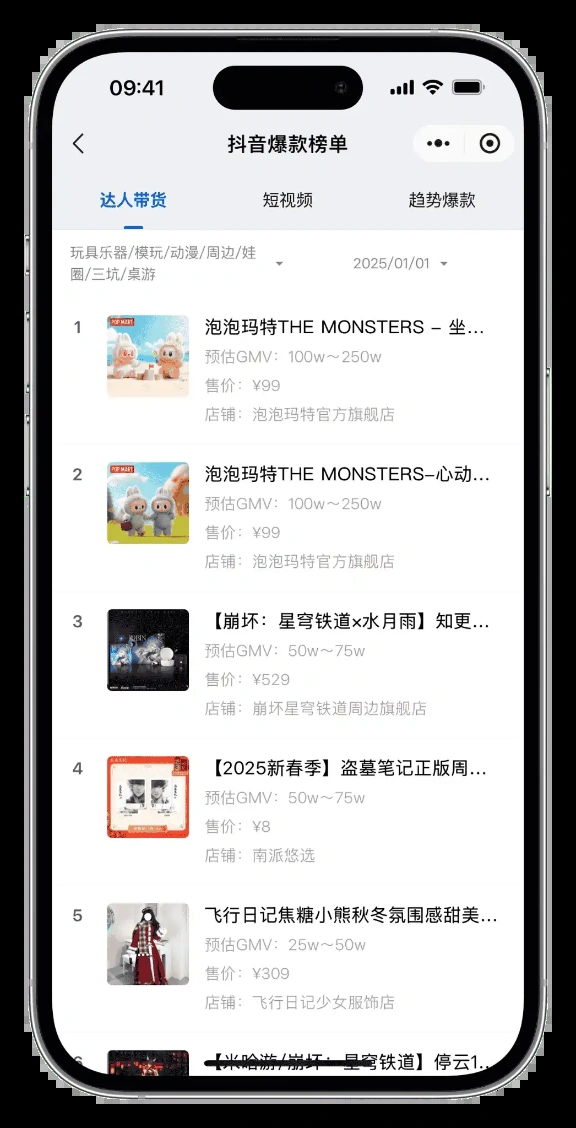 09:41
抖音爆款榜单
达人带货
短视频
趋势爆款
玩具乐器/模玩/动漫/周边/娃
圈/三坑/桌游
2025/01/01
1
POP MART
泡泡玛特THE MONSTERS - 坐...
预估GMV：100w~250w
售价：¥99
店铺：泡泡玛特官方旗舰店
2
POP MART
泡泡玛特THE MONSTERS-心动...
预估GMV：100w~250w
售价：¥99
店铺：泡泡玛特官方旗舰店
3
【崩坏：星穹铁道×水月雨】知更...
预估GMV：50w~75w
售价：¥529
店铺：崩坏星穹铁道周边旗舰店
4
【2025新春季】盗墓笔记正版周...
预估GMV：50w~75w
售价：¥8
店铺：南派悠选
5
飞行日记焦糖小熊秋冬氛围感甜美...
预估GMV：25w~50w
售价：¥309
店铺：飞行日记少女服饰店
6
【米哈游/崩坏：星穹铁道】停云1...